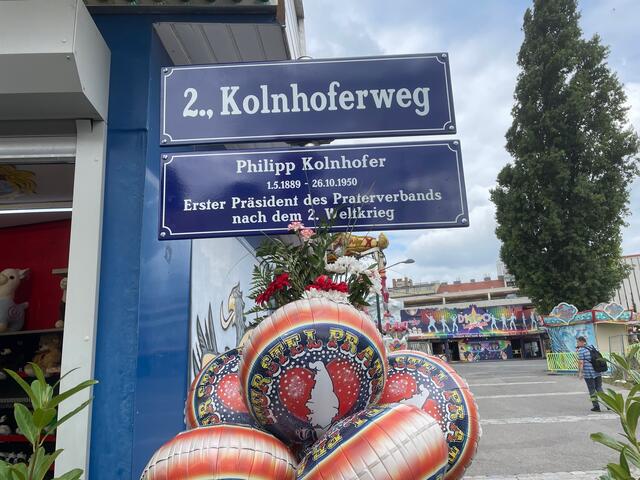 2., Kolnhoferweg
Philipp Kolnhofer
1.5.1889 - 26.10.1950
Erster Präsident des Praterverbands
nach dem 2. Weltkrieg